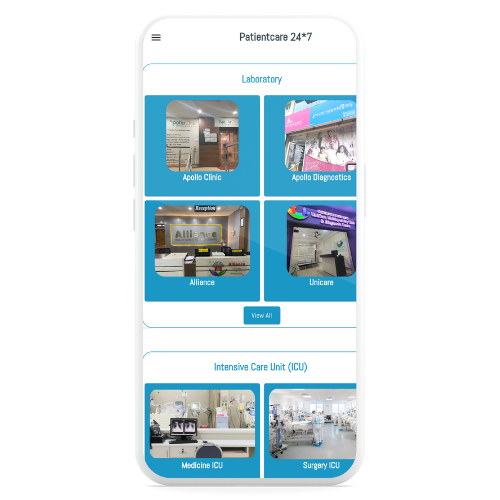 Patientcare 24*7
Laboratory
Apollo Clinic
Apollo Diagnostics
Reception
Alliance
Alliance
Unicare
View All
Intensive Care Unit (ICU)
Medicine ICU
Surgery ICU